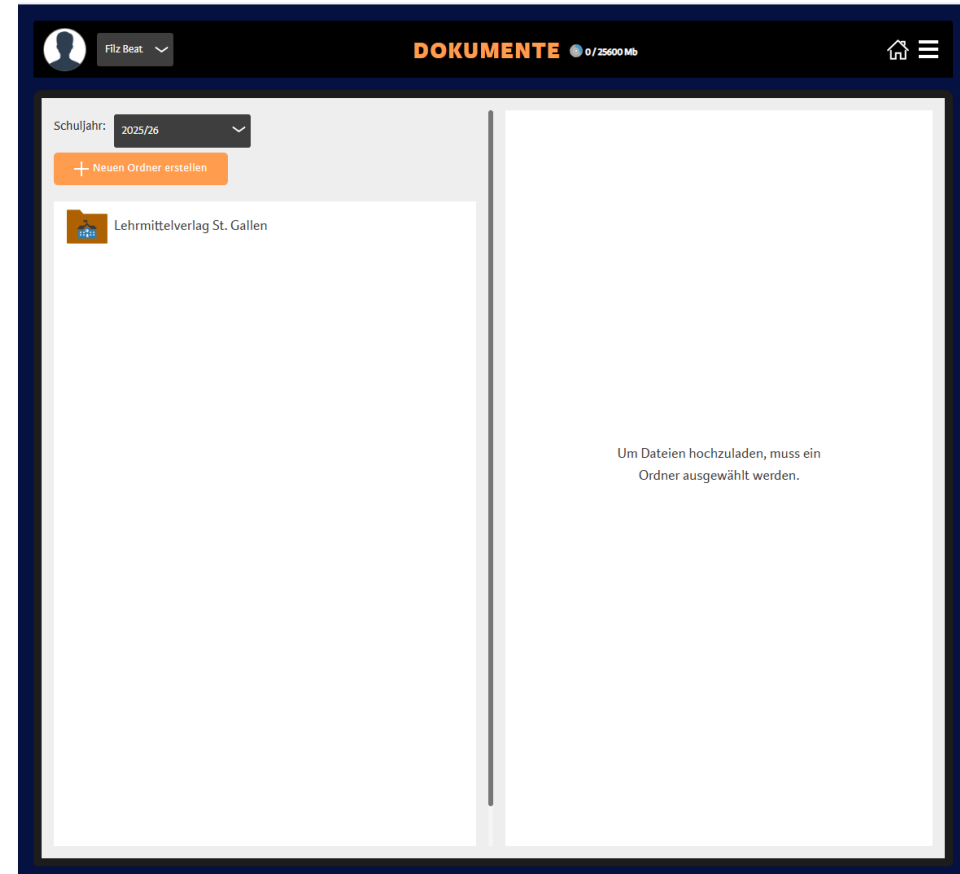 Filz Beat
DOKUMENTE 0 / 25600 Mb
Schuljahr: 2025/26
Neuen Ordner erstellen
Lehrmittelverlag St. Gallen
Um Dateien hochzuladen, muss ein
Ordner ausgewählt werden.